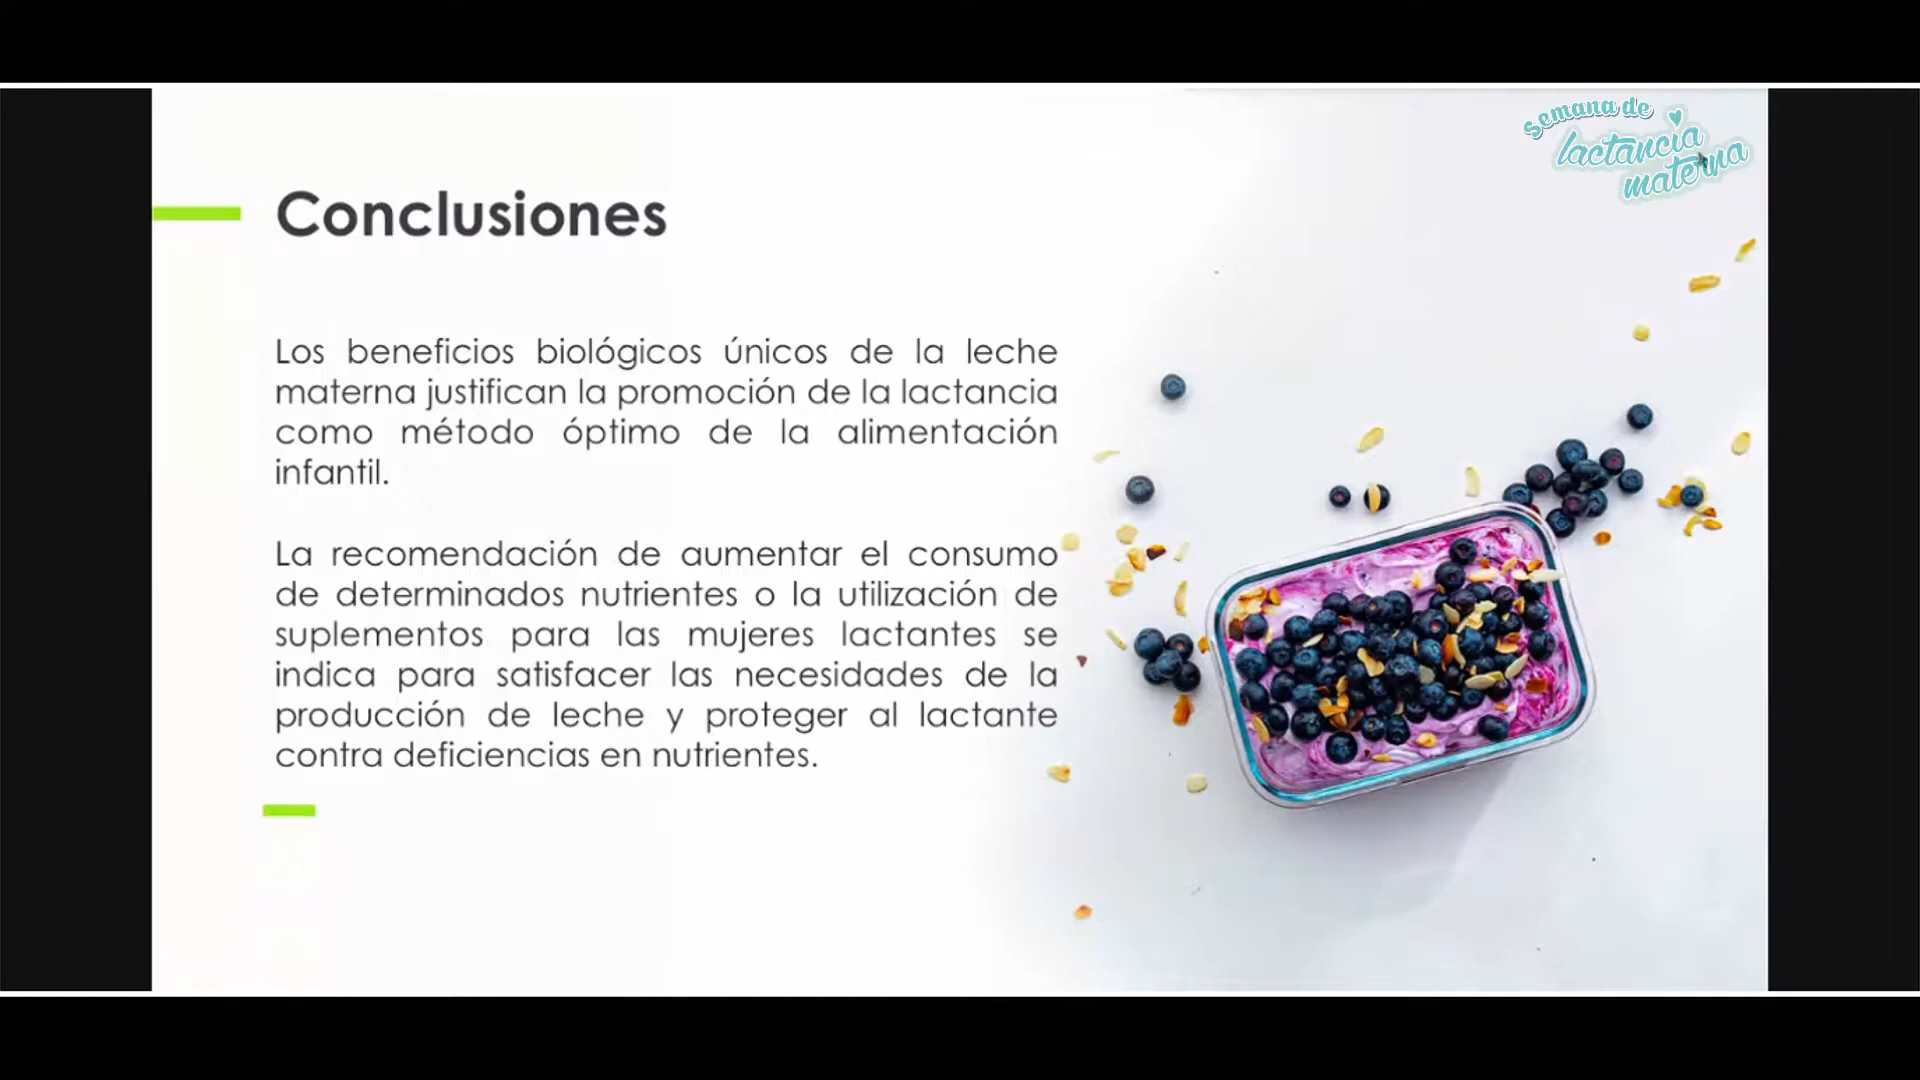 semana de
lactancia
materna
Conclusiones
Los beneficios biológicos únicos de la leche
materna justifican la promoción de la lactancia
como método óptimo de la alimentación
infantil.
La recomendación de aumentar el consumo
de determinados nutrientes o la utilización de
suplementos para las mujeres lactantes se
indica para satisfacer las necesidades de la
producción de leche y proteger al lactante
contra deficiencias en nutrientes.